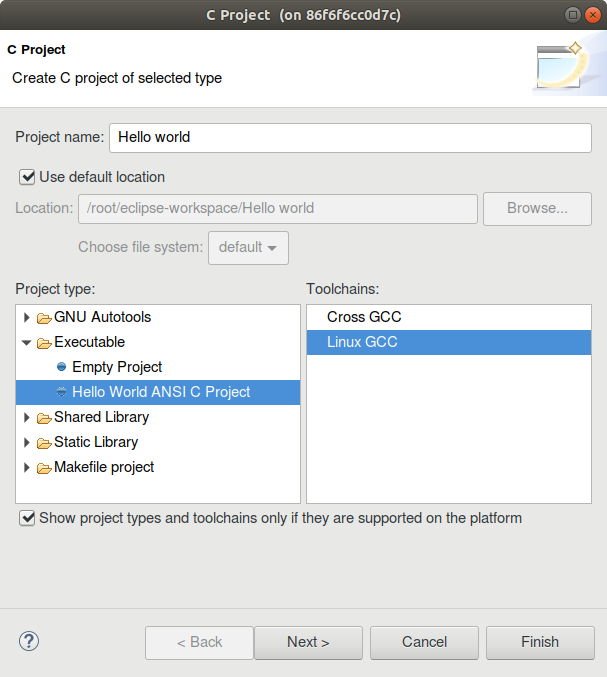 C Project (on 86f6f6cc0d7c)
C Project
Create C project of selected type
Project name: Hello world
Use default location
Location: /root/eclipse-workspace/Hello world Browse...
Choose file system: default
Project type: Toolchains:
GNU Autotools Cross GCC
Executable Linux GCC
Empty Project
Hello World ANSI C Project
Shared Library
Static Library
Makefile project
Show project types and toolchains only if they are supported on the platform
? < Back Next > Cancel Finish